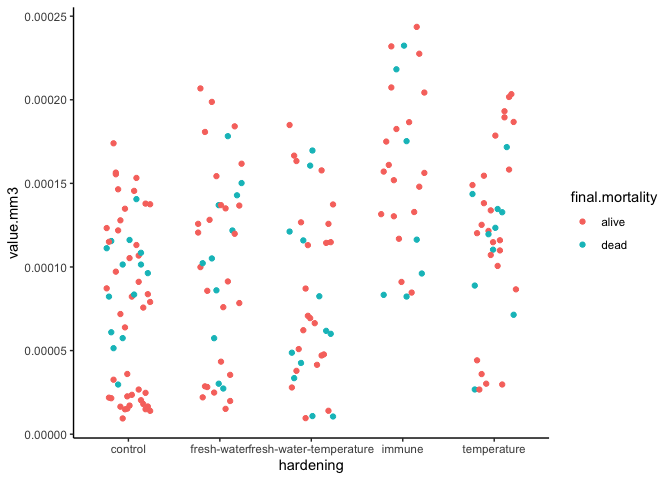 0.00025
0.00020
0.00015
0.00010
0.00005
0.00000
value.mm3
control
fresh-water
fresh-water-temperature
immune
temperature
hardening
final.mortality
alive
dead